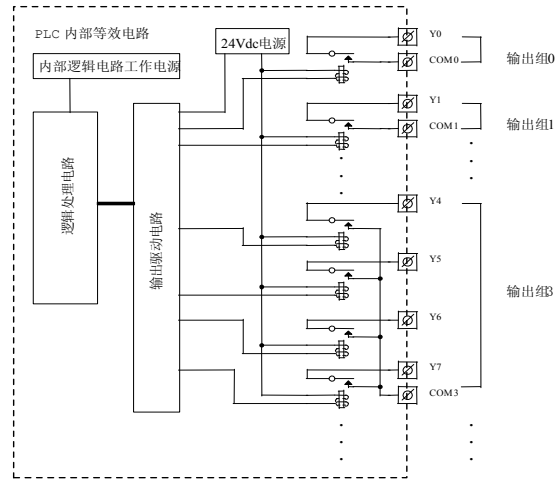 PLC 内部等效电路
24Vdc电源
内部逻辑电路工作电源
逻辑处理电路
输出驱动电路
Y0
COM0
输出组0
Y1
COM1
输出组1
Y4
Y5
输出组3
Y6
Y7
COM3